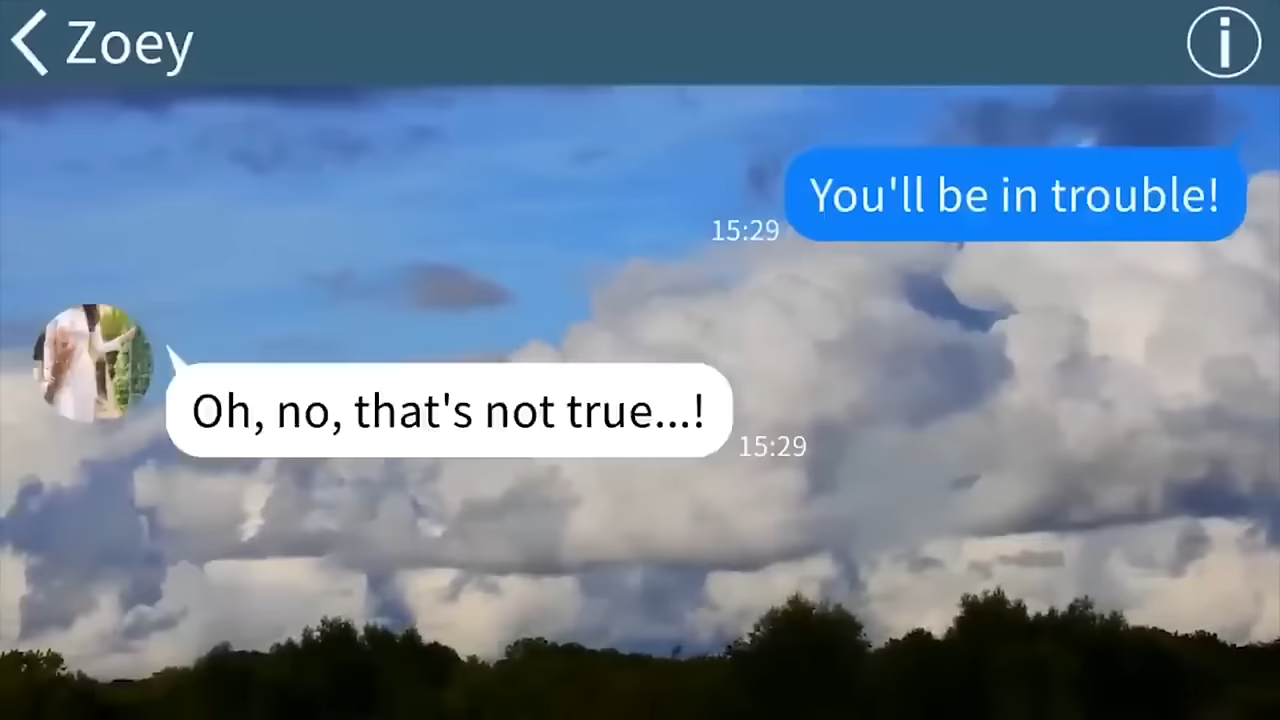 Zoey
You'll be in trouble!
15:29
Oh, no, that's not true...!
15:29